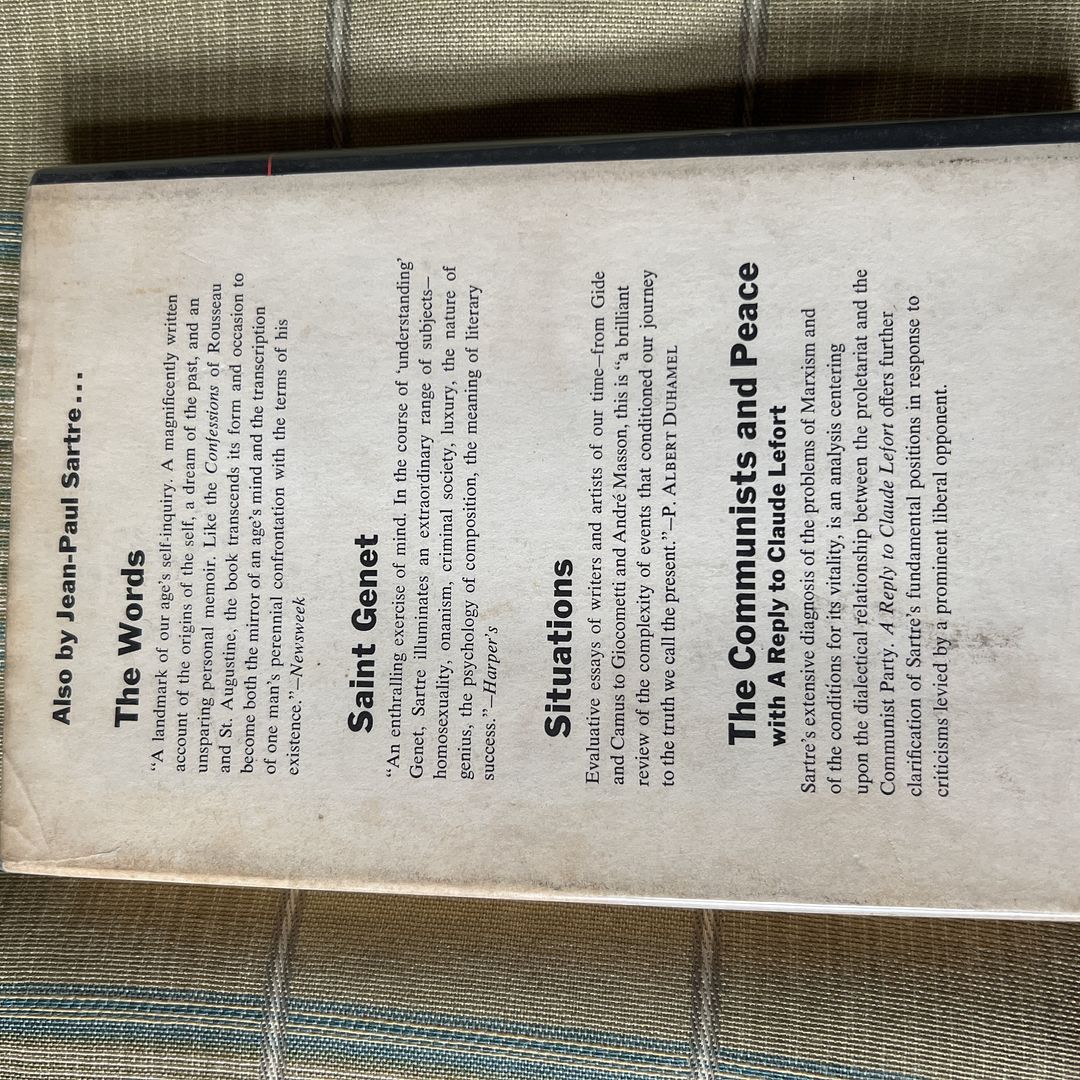 Also by Jean-Paul Sartre...
The Words
“A landmark of our age’s self-inquiry. A magnificently written
account of the origins of the self, a dream of the past, and an
unsparing personal memoir. Like the Confessions of Rousseau
and St. Augustine, the book transcends its form and occasion to
become both the mirror of an age’s mind and the transcription
of one man’s perennial confrontation with the terms of his
existence.”—Newsweek
Saint Genet
“An enthralling exercise of mind. In the course of ‘understanding’
Genet, Sartre illuminates an extraordinary range of subjects—
homosexuality, onanism, criminal society, luxury, the nature of
genius, the psychology of composition, the meaning of literary
success.”—Harper’s
Situations
Evaluative essays of writers and artists of our time—from Gide
and Camus to Giocometti and André Masson, this is “a brilliant
review of the complexity of events that conditioned our journey
to the truth we call the present.”—P. ALBERT DUHAMEL
The Communists and Peace
with A Reply to Claude Lefort
Sartre’s extensive diagnosis of the problems of Marxism and
of the conditions for its vitality, is an analysis centering
upon the dialectical relationship between the proletariat and the
Communist Party. A Reply to Claude Lefort offers further
clarification of Sartre’s fundamental positions in response to
criticisms levied by a prominent liberal opponent.